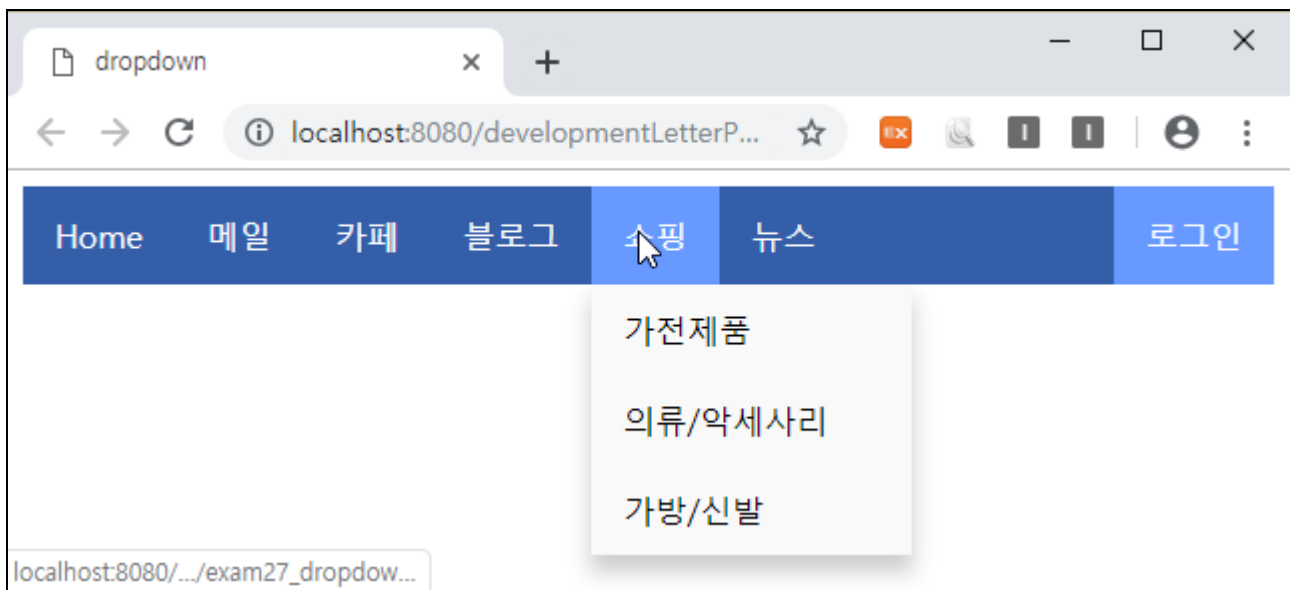 dropdown
localhost:8080/developmentLetterP...
Home 메일 카페 블로그 쇼핑 뉴스 로그인
가전제품
의류/악세사리
가방/신발
localhost:8080/.../exam27_dropdow...